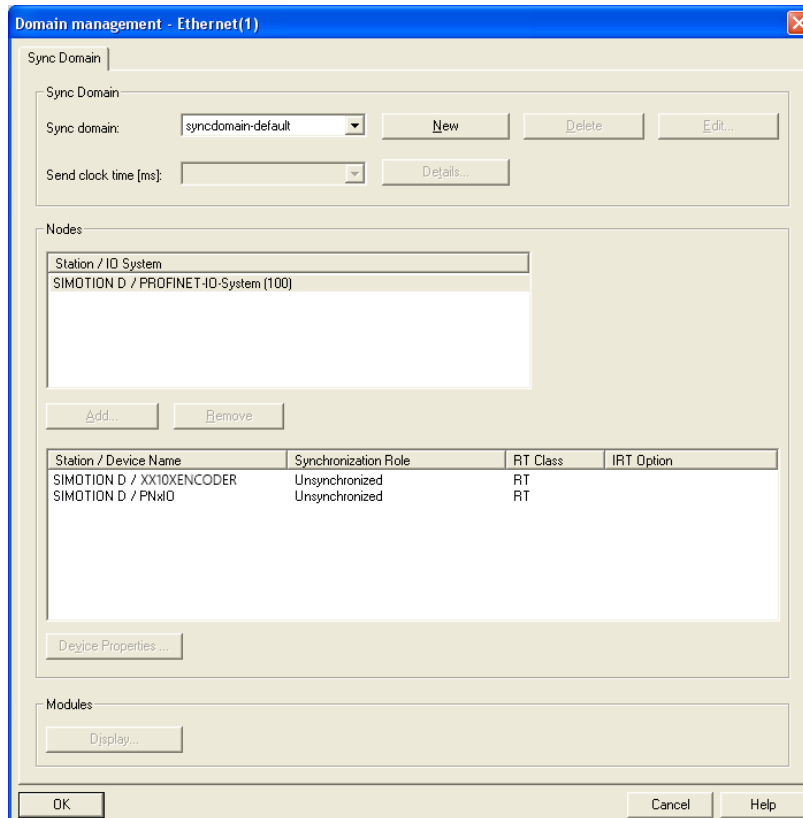 Domain management - Ethernet(1)
Sync Domain
Sync Domain
Sync domain: syncdomain-default New Delete Edit...
Send clock time [ms]: Details...
Nodes
Station / IO System
SIMOTION D / PROFINET-IO-System (100)
Add... Remove
Station / Device Name Synchronization Role RT Class IRT Option
SIMOTION D / XX10XENCODER Unsynchronized RT
SIMOTION D / PNxIO Unsynchronized RT
Device Properties ...
Modules
Display...
OK Cancel Help